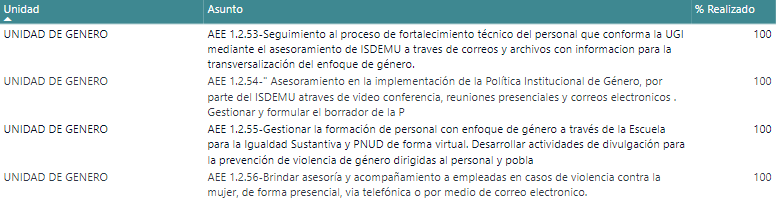 Unidad Asunto % Realizado
UNIDAD DE GENERO AEE 1.2.53-Seguimiento al proceso de fortalecimiento técnico del personal que conforma la UGI 100
mediante el asesoramiento de ISDEMU a traves de correos y archivos con informacion para la
transversalización del enfoque de género.
UNIDAD DE GENERO AEE 1.2.54-" Asesoramiento en la implementación de la Política Institucional de Género, por 100
parte del ISDEMU atraves de video conferencia, reuniones presenciales y correos electronicos .
Gestionar y formular el borrador de la P
UNIDAD DE GENERO AEE 1.2.55-Gestionar la formación de personal con enfoque de género a través de la Escuela 100
para la Igualdad Sustantiva y PNUD de forma virtual. Desarrollar actividades de divulgación para
la prevención de violencia de género dirigidas al personal y pobla
UNIDAD DE GENERO AEE 1.2.56-Brindar asesoría y acompañamiento a empleadas en casos de violencia contra la 100
mujer, de forma presencial, via telefónica o por medio de correo electronico.